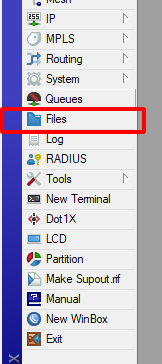 IP
MPLS
Routing
System
Queues
Files
Log
RADIUS
Tools
New Terminal
Dot1X
LCD
Partition
Make Supout.rif
Manual
New WinBox
Exit